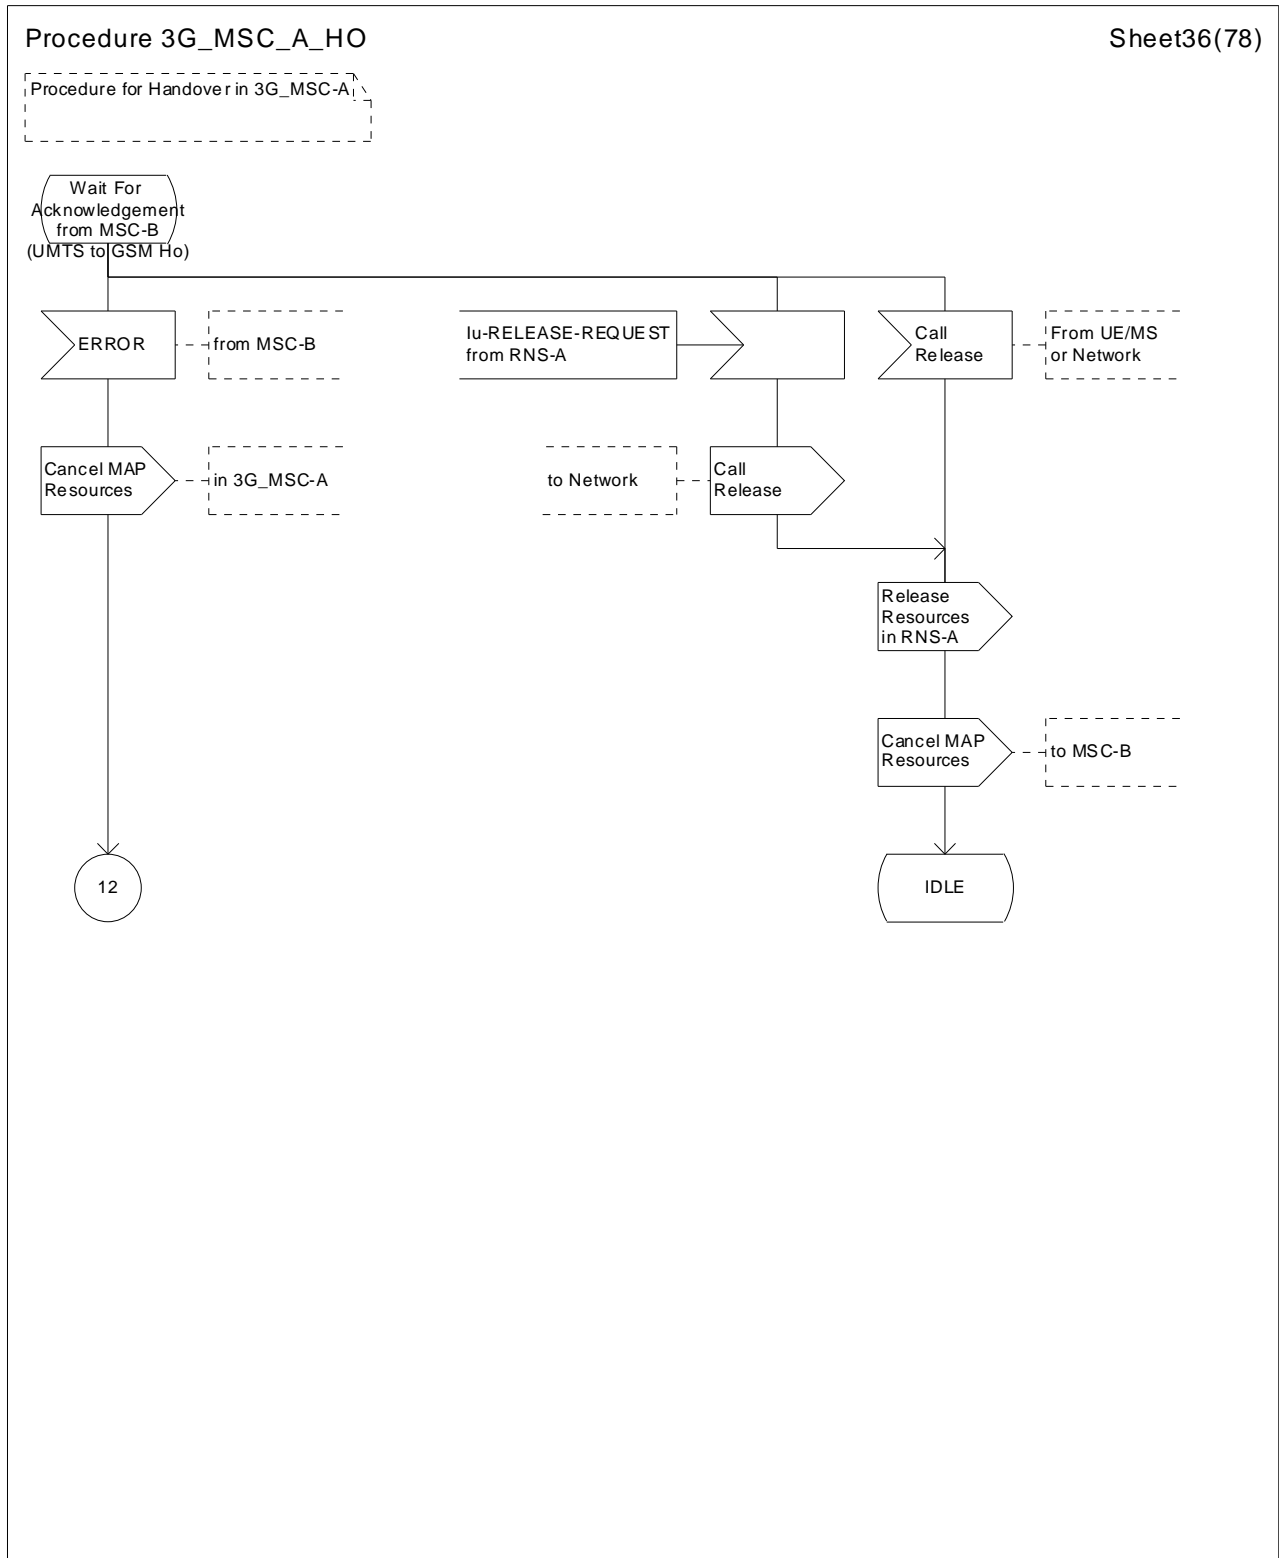 Procedure 3G_MSC_A_HO
Sheet36(78)
Procedure for Handover in 3G_MSC-A
Wait For
Acknowledgement
from MSC-B
(UMTS to GSM Ho)
ERROR
from MSC-B
Iu-RELEASE-REQUEST
from RNS-A
Call
Release
From UE/MS
or Network
Cancel MAP
Resources
in 3G_MSC-A
to Network
Call
Release
Release
Resources
in RNS-A
Cancel MAP
Resources
to MSC-B
12
IDLE